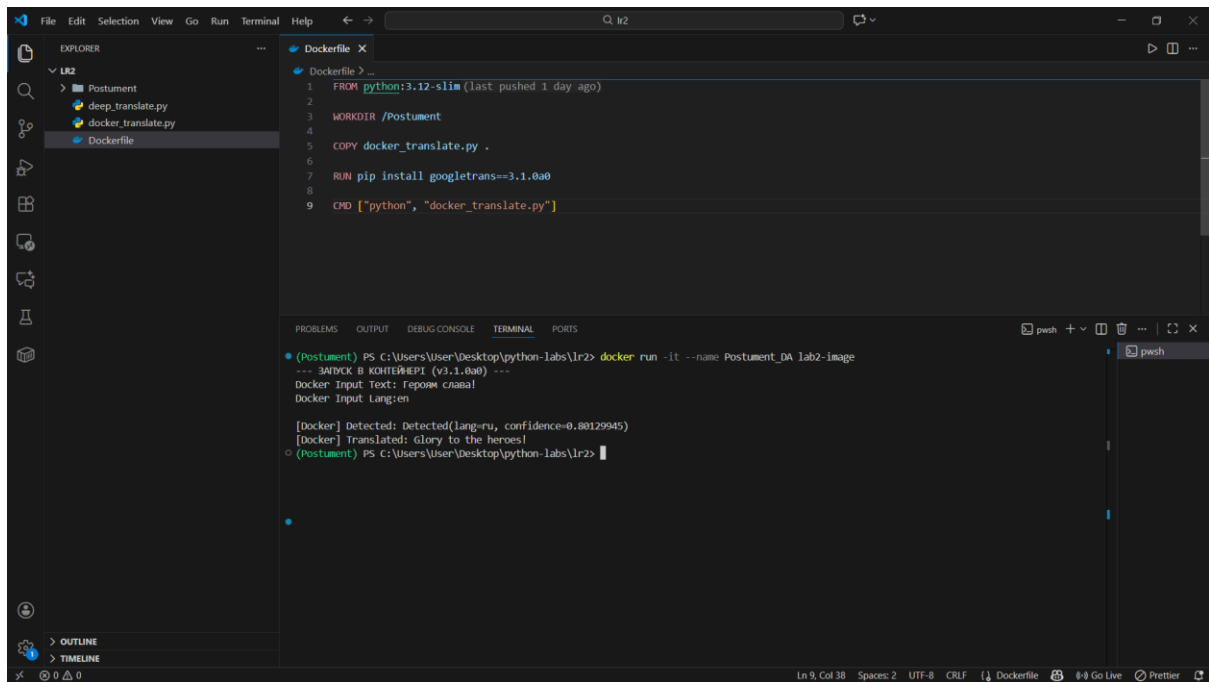 File Edit Selection View Go Run Terminal Help
lr2
EXPLORER
LR2
Postument
deep_translate.py
docker_translate.py
Dockerfile
Dockerfile
Dockerfile > ...
1 FROM python:3.12-slim (last pushed 1 day ago)
2
3 WORKDIR /Postument
4
5 COPY docker_translate.py .
6
7 RUN pip install googletrans==3.1.0a0
8
9 CMD ["python", "docker_translate.py"]
PROBLEMS OUTPUT DEBUG CONSOLE TERMINAL PORTS
pwsh
pwsh
(Postument) PS C:\Users\User\Desktop\python-labs\lr2> docker run -it --name Postument_DA lab2-image
--- ЗАПУСК В КОНТЕЙНЕРІ (v3.1.0a0) ---
Docker Input Text: Героям слава!
Docker Input Lang:en
[Docker] Detected: Detected(lang=ru, confidence=0.80129945)
[Docker] Translated: Glory to the heroes!
(Postument) PS C:\Users\User\Desktop\python-labs\lr2>
OUTLINE
TIMELINE
1
0 0 Ln 9, Col 38 Spaces: 2 UTF-8 CRLF Dockerfile Go Live Prettier